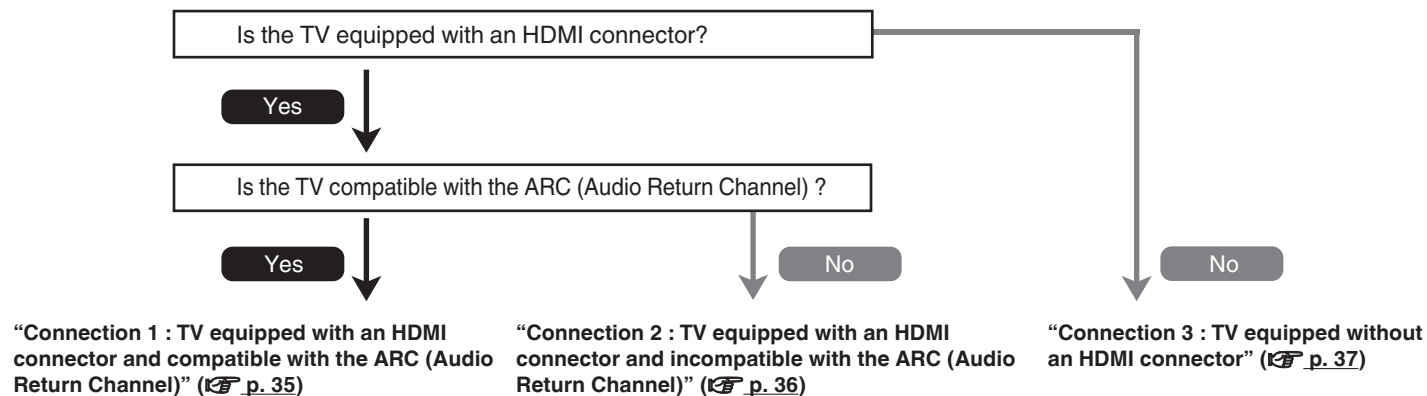 Is the TV equipped with an HDMI connector?
Yes
Is the TV compatible with the ARC (Audio Return Channel) ?
Yes
No
No
“Connection 1 : TV equipped with an HDMI
connector and compatible with the ARC (Audio
Return Channel)” (☞ p. 35)
“Connection 2 : TV equipped with an HDMI
connector and incompatible with the ARC (Audio
Return Channel)” (☞ p. 36)
“Connection 3 : TV equipped without
an HDMI connector” (☞ p. 37)